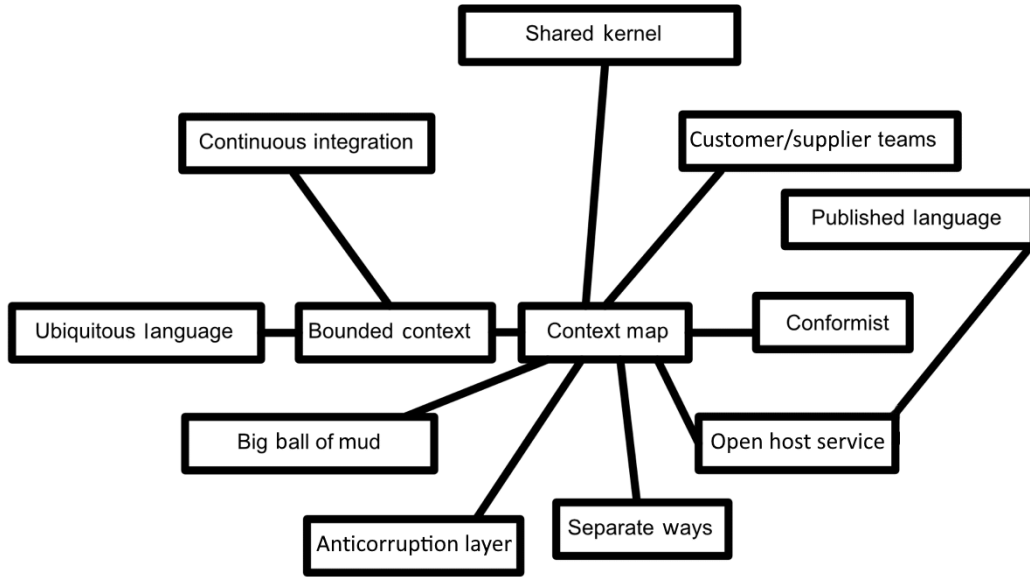 Shared kernel
Continuous integration
Customer/supplier teams
Published language
Ubiquitous language
Bounded context
Context map
Conformist
Big ball of mud
Open host service
Anticorruption layer
Separate ways